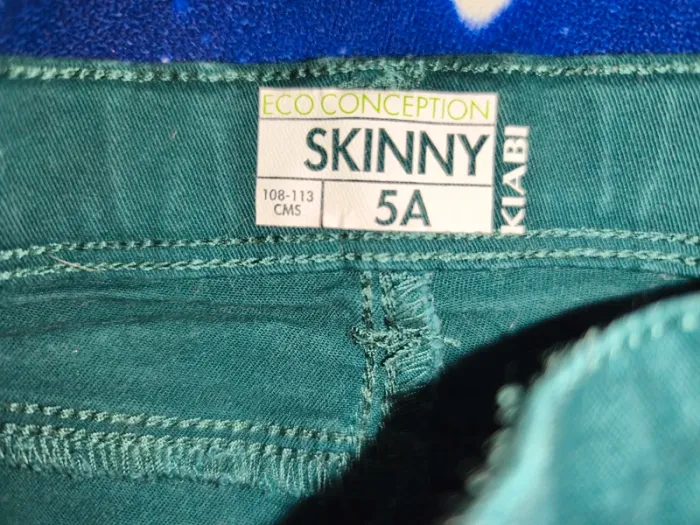 ECO CONCEPTION
SKINNY
108-113
CMS
5A
KIABI